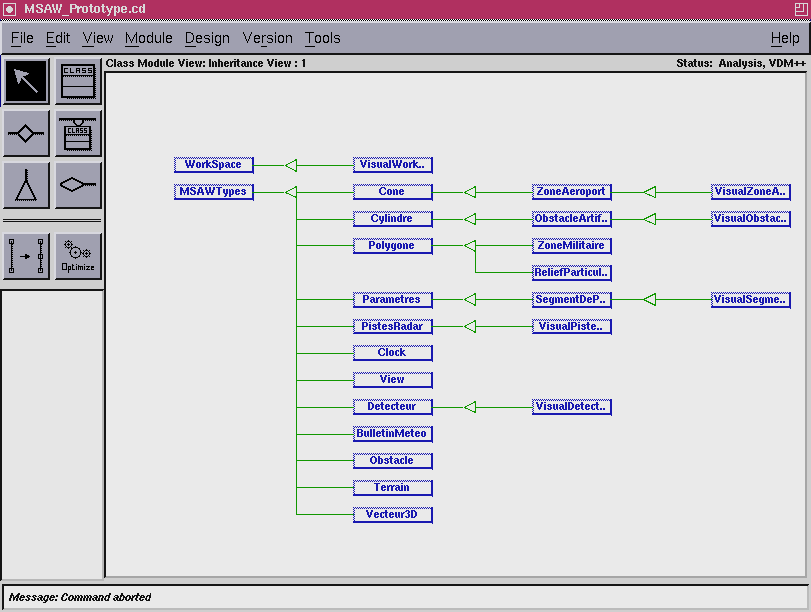 MSAW_Prototype.cd
File Edit View Module Design Version Tools Help
Class Module View: Inheritance View : 1 Status: Analysis, VDM++
CLASS
CLASS
Optimize
WorkSpace VisualWork..
MSAWTypes Cone ZoneAeroport VisualZoneA..
Cylindre ObstacleArtif.. VisualObstac..
Polygone ZoneMilitaire
ReliefParticul..
Parametres SegmentDeP.. VisualSegme..
PistesRadar VisualPiste..
Clock
View
Detecteur VisualDetect..
BulletinMeteo
Obstacle
Terrain
Vecteur3D
Message: Command aborted